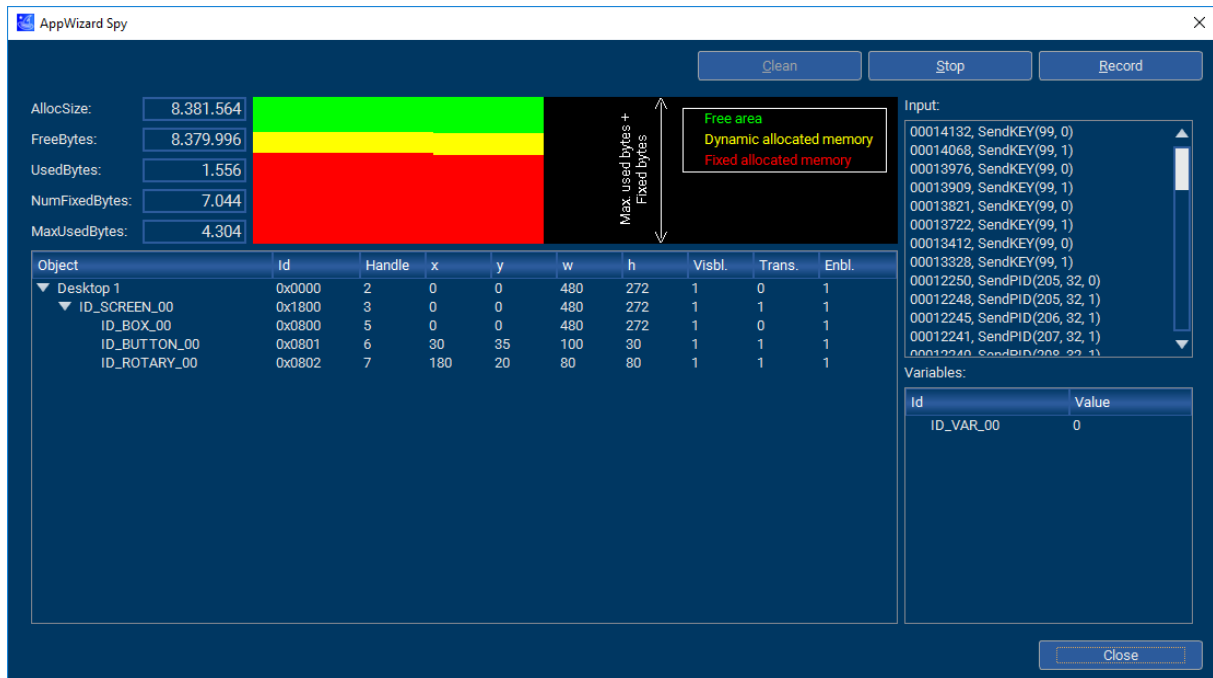 AppWizard Spy
Clean
Stop
Record
AllocSize: 8.381.564
FreeBytes: 8.379.996
UsedBytes: 1.556
NumFixedBytes: 7.044
MaxUsedBytes: 4.304
Max. used bytes +
Fixed bytes
Free area
Dynamic allocated memory
Fixed allocated memory
Object Id Handle x y w h Visbl. Trans. Enbl.
Desktop 1 0x0000 2 0 0 480 272 1 0 1
ID_SCREEN_00 0x1800 3 0 0 480 272 1 1 1
ID_BOX_00 0x0800 5 0 0 480 272 1 0 1
ID_BUTTON_00 0x0801 6 30 35 100 30 1 1 1
ID_ROTARY_00 0x0802 7 180 20 80 80 1 1 1
Input:
00014132, SendKEY(99, 0)
00014068, SendKEY(99, 1)
00013976, SendKEY(99, 0)
00013909, SendKEY(99, 1)
00013821, SendKEY(99, 0)
00013722, SendKEY(99, 1)
00013412, SendKEY(99, 0)
00013328, SendKEY(99, 1)
00012250, SendPID(205, 32, 0)
00012248, SendPID(205, 32, 1)
00012245, SendPID(206, 32, 1)
00012241, SendPID(207, 32, 1)
00012240, SendPID(208, 32, 1)
Variables:
Id Value
ID_VAR_00 0
Close